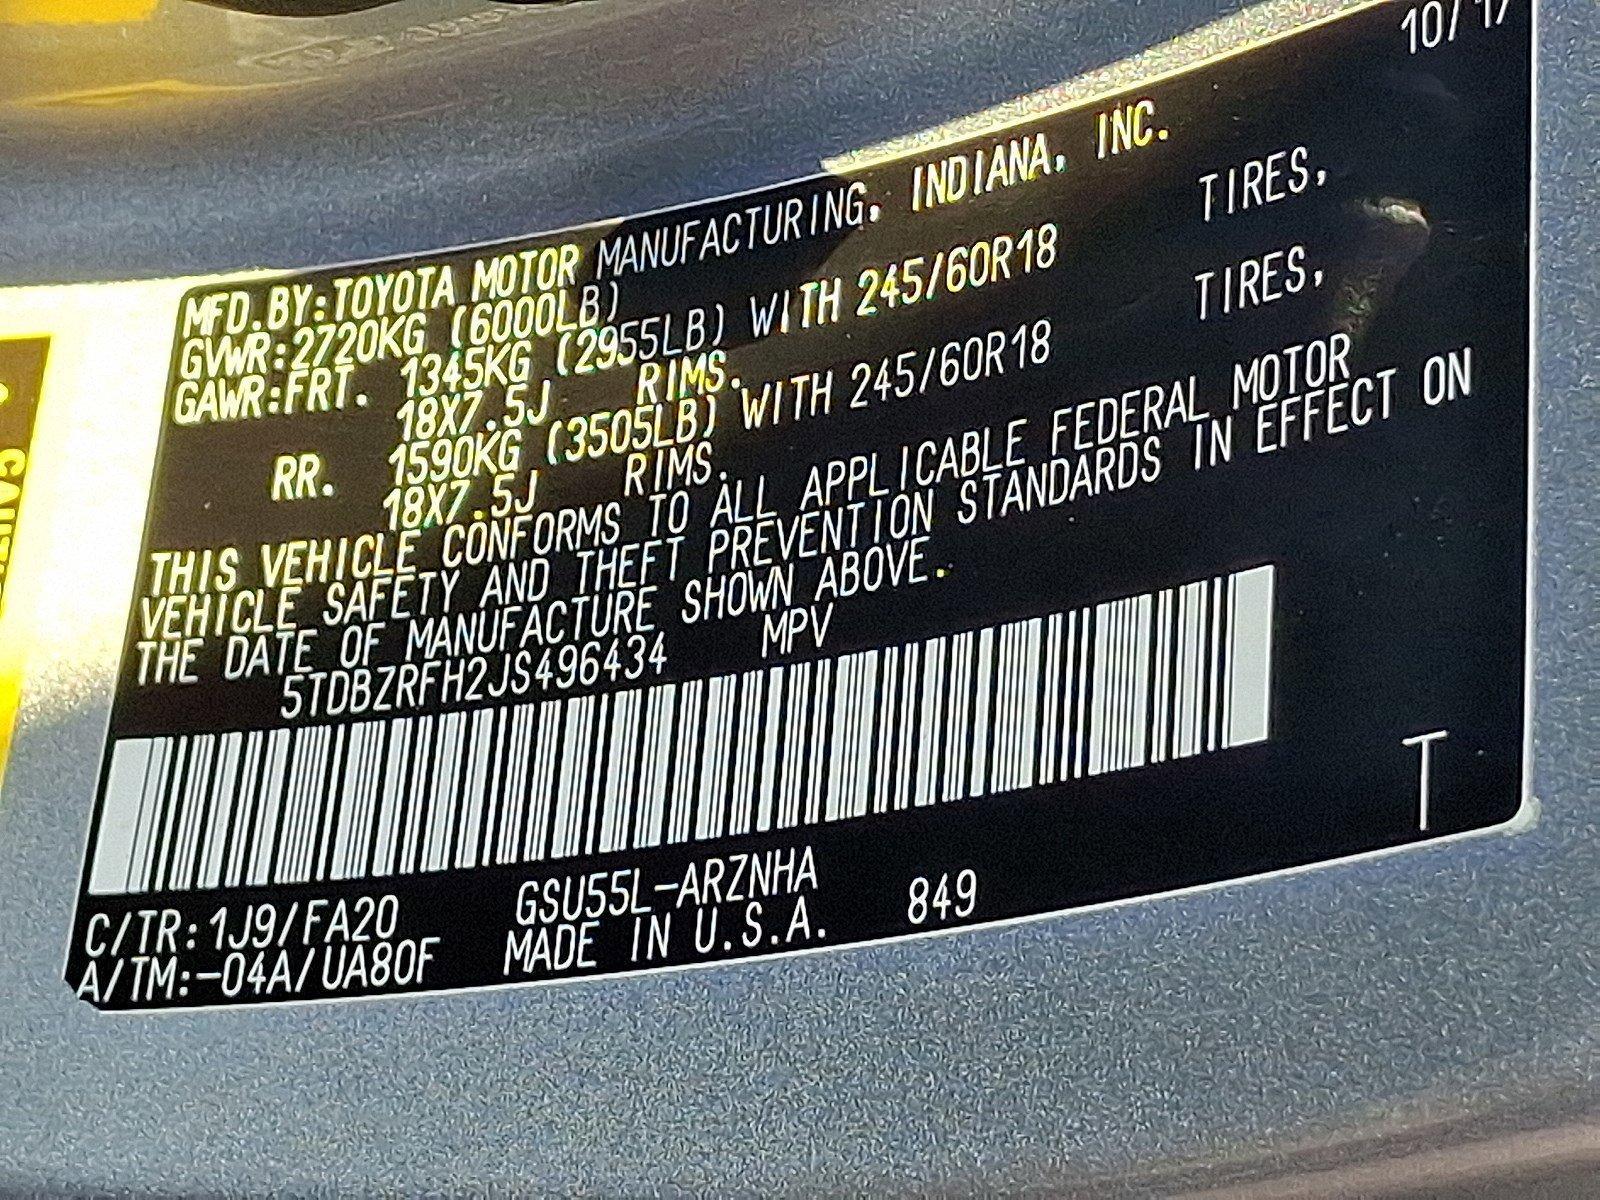 10/17
MFD.BY:TOYOTA MOTOR MANUFACTURING, INDIANA, INC.
GVWR:2720KG (6000LB)
GAWR:FRT. 1345KG (2955LB) WITH 245/60R18 TIRES,
18X7.5J RIMS.
RR. 1590KG (3505LB) WITH 245/60R18 TIRES,
18X7.5J RIMS.
THIS VEHICLE CONFORMS TO ALL APPLICABLE FEDERAL MOTOR
VEHICLE SAFETY AND THEFT PREVENTION STANDARDS IN EFFECT ON
THE DATE OF MANUFACTURE SHOWN ABOVE.
5TDBZRFH2JS496434 MPV
T
C/TR:1J9/FA20 GSU55L-ARZNHA 849
A/TM:-04A/UA80F MADE IN U.S.A.